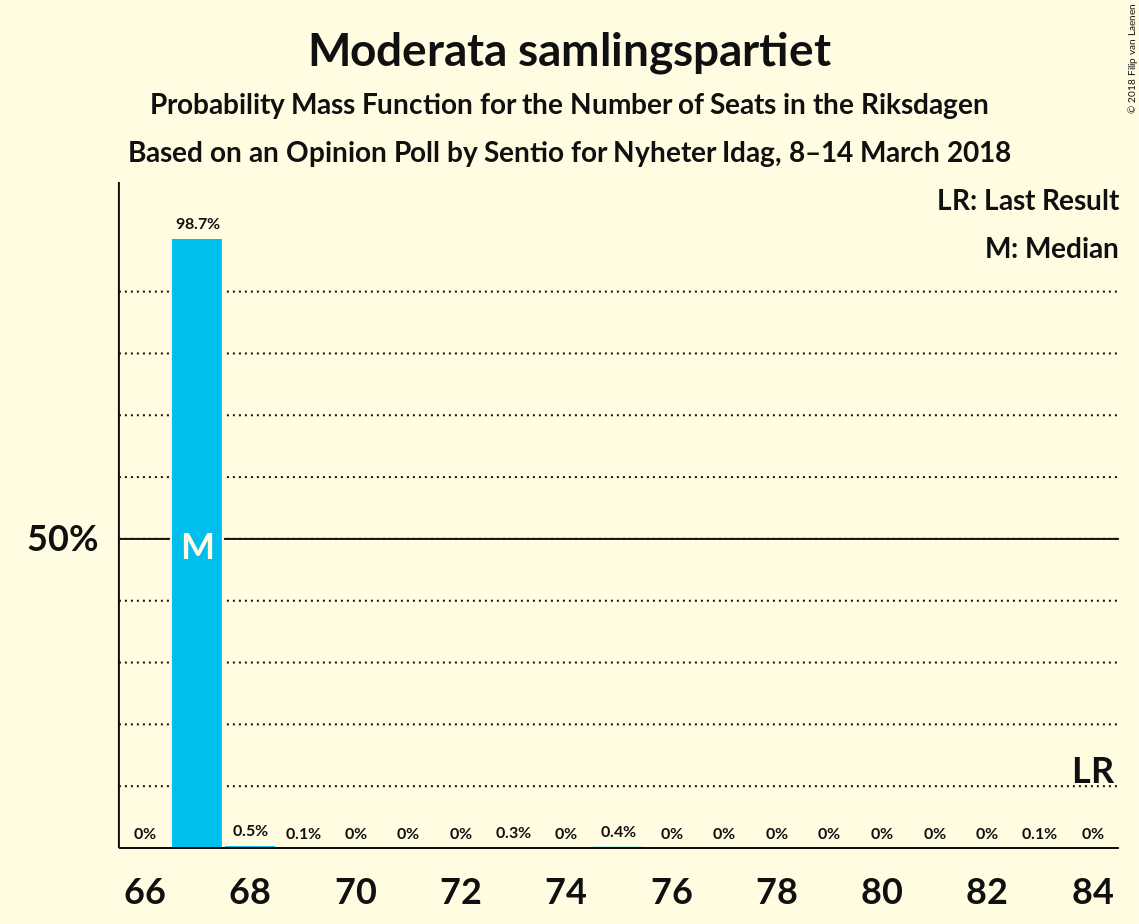 Moderata samlingspartiet
Probability Mass Function for the Number of Seats in the Riksdagen
Based on an Opinion Poll by Sentio for Nyheter Idag, 8–14 March 2018
© 2018 Filip van Laenen
LR: Last Result
M: Median
98.7%
50%
M
LR
0% 0.5% 0.1% 0% 0% 0% 0.3% 0% 0.4% 0% 0% 0% 0% 0% 0% 0% 0.1% 0%
66 68 70 72 74 76 78 80 82 84